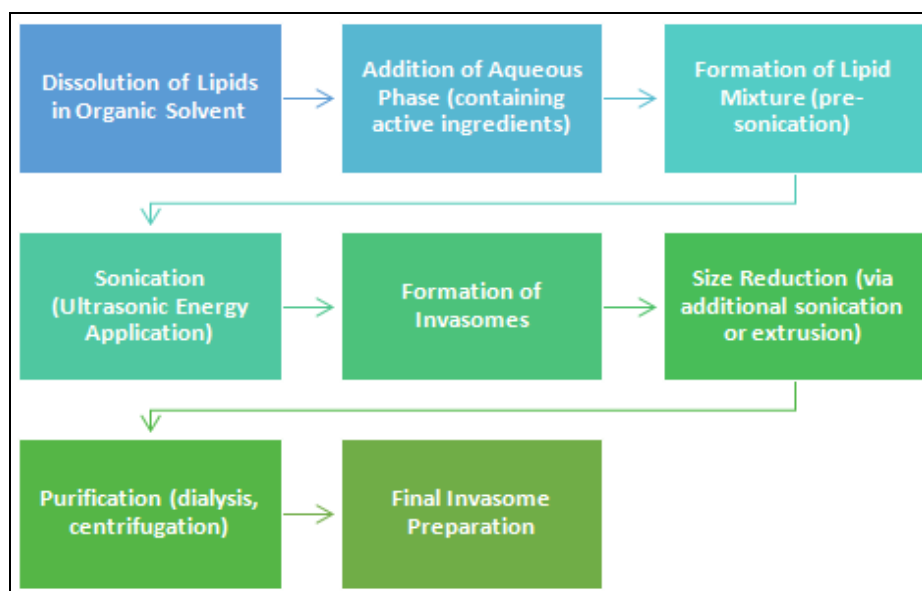 Dissolution of Lipids
in Organic Solvent
Addition of Aqueous
Phase (containing
active ingredients)
Formation of Lipid
Mixture (pre-
sonication)
Sonication
(Ultrasonic Energy
Application)
Formation of
Invasomes
Size Reduction (via
additional sonication
or extrusion)
Purification (dialysis,
centrifugation)
Final Invasome
Preparation